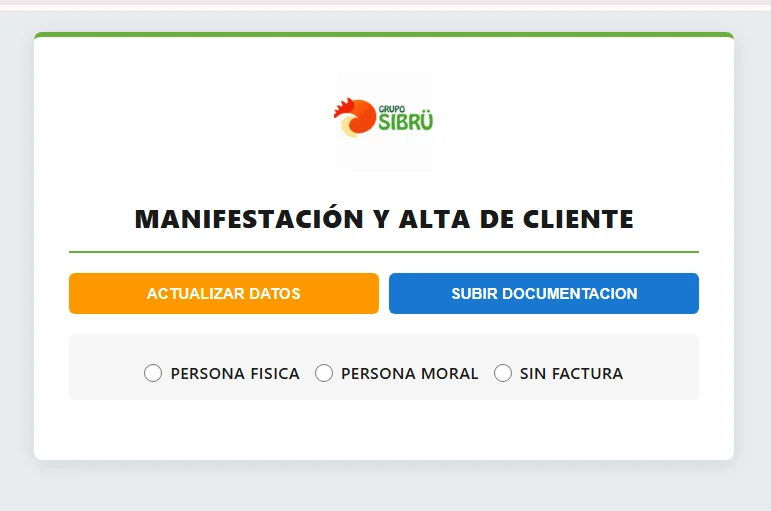 GRUPO
SIBRÜ
MANIFESTACIÓN Y ALTA DE CLIENTE
ACTUALIZAR DATOS
SUBIR DOCUMENTACION
PERSONA FISICA
PERSONA MORAL
SIN FACTURA